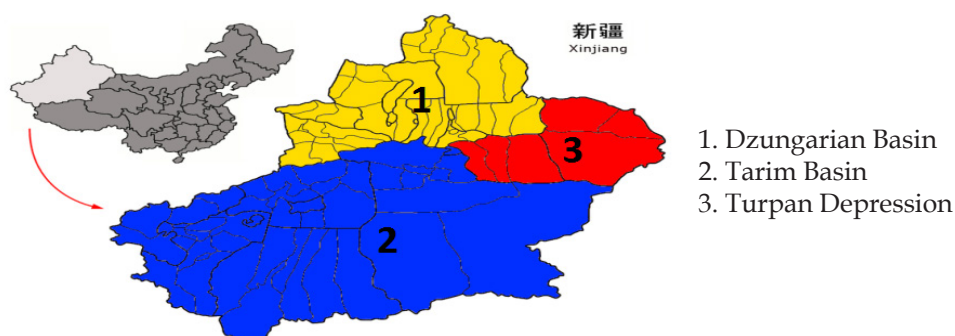 新疆
Xinjiang
1
2
3
1. Dzungarian Basin
2. Tarim Basin
3. Turpan Depression